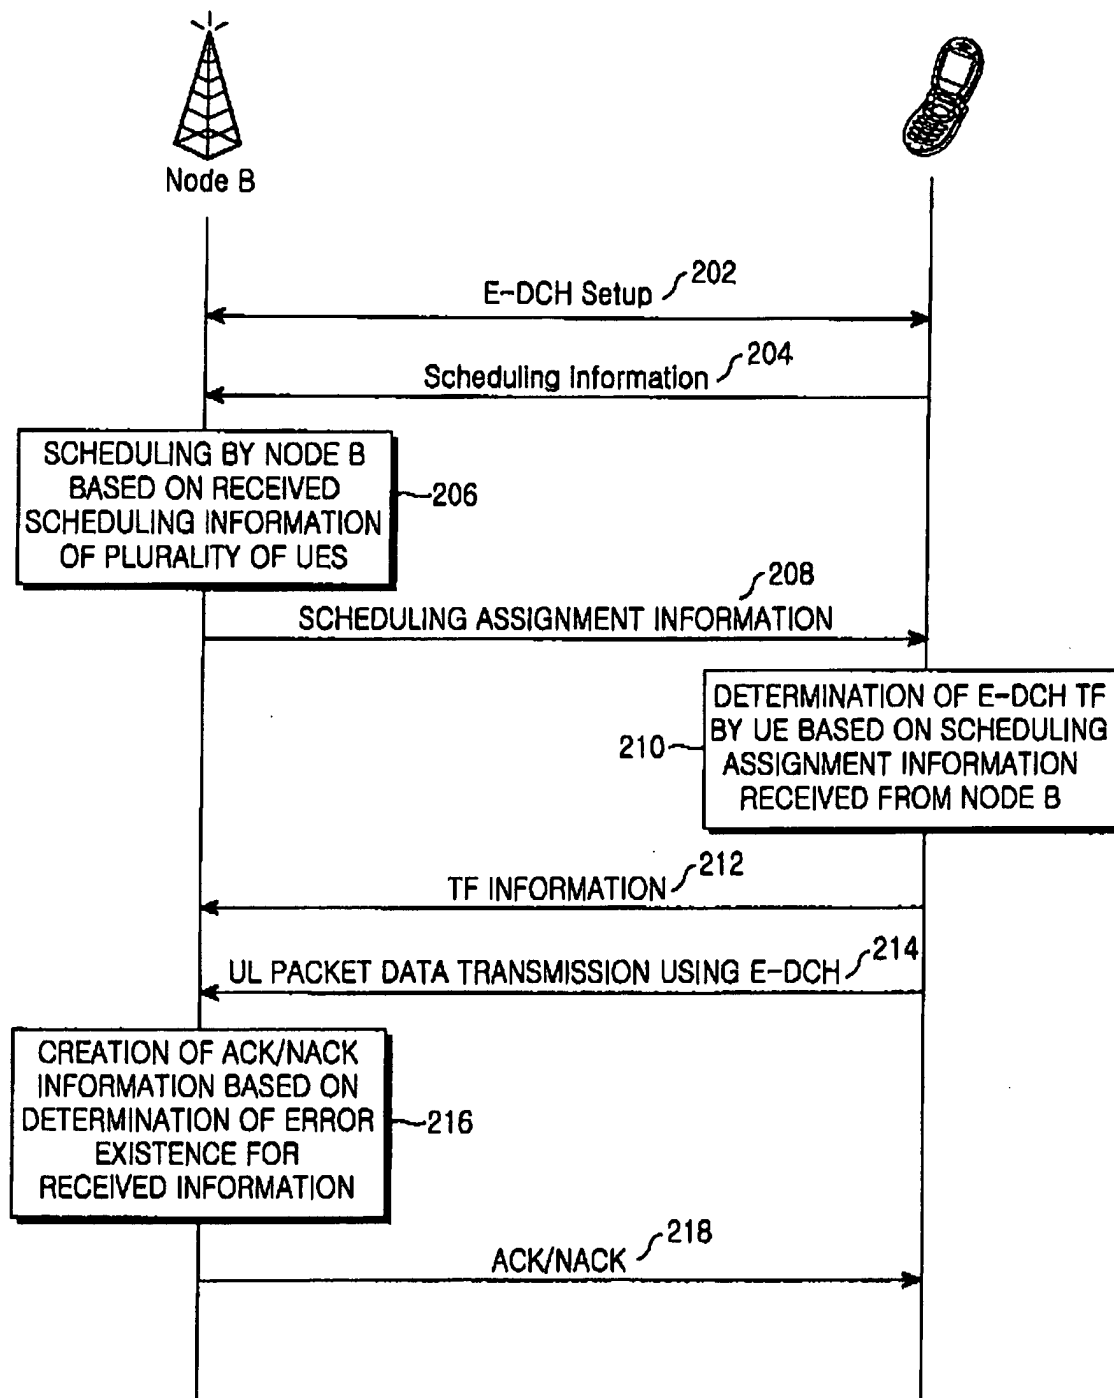 Node B
202
E-DCH Setup
204
Scheduling Information
SCHEDULING BY NODE B
BASED ON RECEIVED
SCHEDULING INFORMATION
OF PLURALITY OF UES
206
208
SCHEDULING ASSIGNMENT INFORMATION
DETERMINATION OF E-DCH TF
BY UE BASED ON SCHEDULING
ASSIGNMENT INFORMATION
RECEIVED FROM NODE B
210
212
TF INFORMATION
214
UL PACKET DATA TRANSMISSION USING E-DCH
CREATION OF ACK/NACK
INFORMATION BASED ON
DETERMINATION OF ERROR
EXISTENCE FOR
RECEIVED INFORMATION
216
218
ACK/NACK